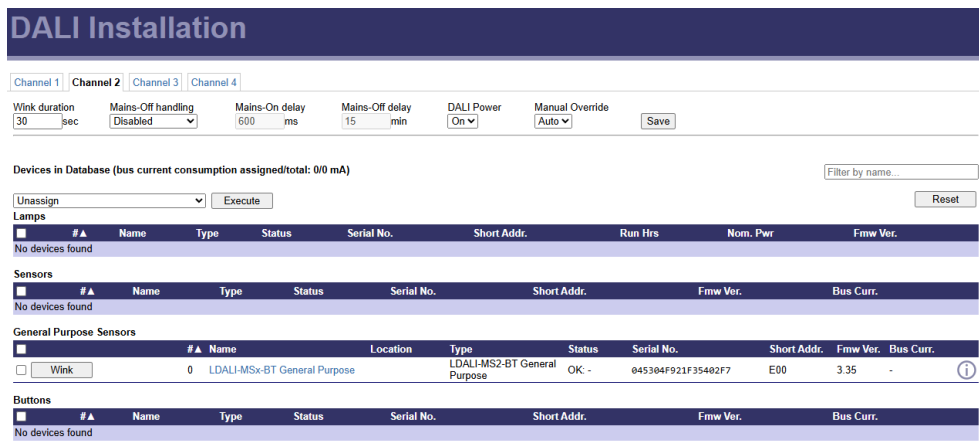 DALI Installation
Channel 1 Channel 2 Channel 3 Channel 4
Wink duration Mains-Off handling Mains-On delay Mains-Off delay DALI Power Manual Override
30 sec Disabled 600 ms 15 min On Auto Save
Devices in Database (bus current consumption assigned/total: 0/0 mA) Filter by name...
Unassign Execute Reset
Lamps
#▲ Name Type Status Serial No. Short Addr. Run Hrs Nom. Pwr Fmw Ver.
No devices found
Sensors
#▲ Name Type Status Serial No. Short Addr. Fmw Ver. Bus Curr.
No devices found
General Purpose Sensors
#▲ Name Location Type Status Serial No. Short Addr. Fmw Ver. Bus Curr.
Wink 0 LDALI-MSx-BT General Purpose LDALI-MS2-BT General Purpose OK: - 045304F921F35402F7 E00 3.35 -
Buttons
#▲ Name Type Status Serial No. Short Addr. Fmw Ver. Bus Curr.
No devices found